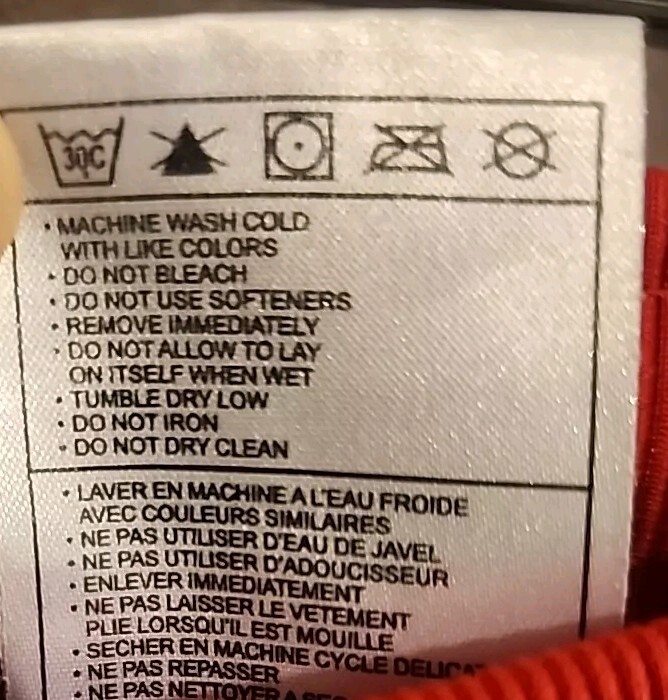 30C
• MACHINE WASH COLD
WITH LIKE COLORS
• DO NOT BLEACH
• DO NOT USE SOFTENERS
• REMOVE IMMEDIATELY
• DO NOT ALLOW TO LAY
ON ITSELF WHEN WET
• TUMBLE DRY LOW
• DO NOT IRON
• DO NOT DRY CLEAN
• LAVER EN MACHINE A L'EAU FROIDE
AVEC COULEURS SIMILAIRES
• NE PAS UTILISER D'EAU DE JAVEL
• NE PAS UTILISER D'ADOUCISSEUR
• ENLEVER IMMEDIATEMENT
• NE PAS LAISSER LE VETEMENT
PLIE LORSQU'IL EST MOUILLE
• SECHER EN MACHINE CYCLE DELICA
• NE PAS REPASSER
• NE PAS NETTOYER A SEC